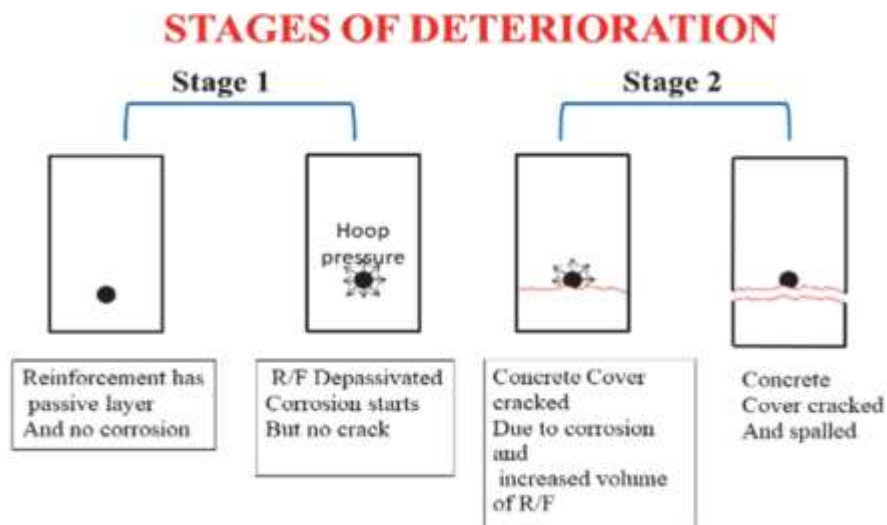 STAGES OF DETERIORATION
Stage 1
Stage 2
Hoop
pressure
Reinforcement has
passive layer
And no corrosion
R/F Depassivated
Corrosion starts
But no crack
Concrete Cover
cracked
Due to corrosion
and
increased volume
of R/F
Concrete
Cover cracked
And spalled